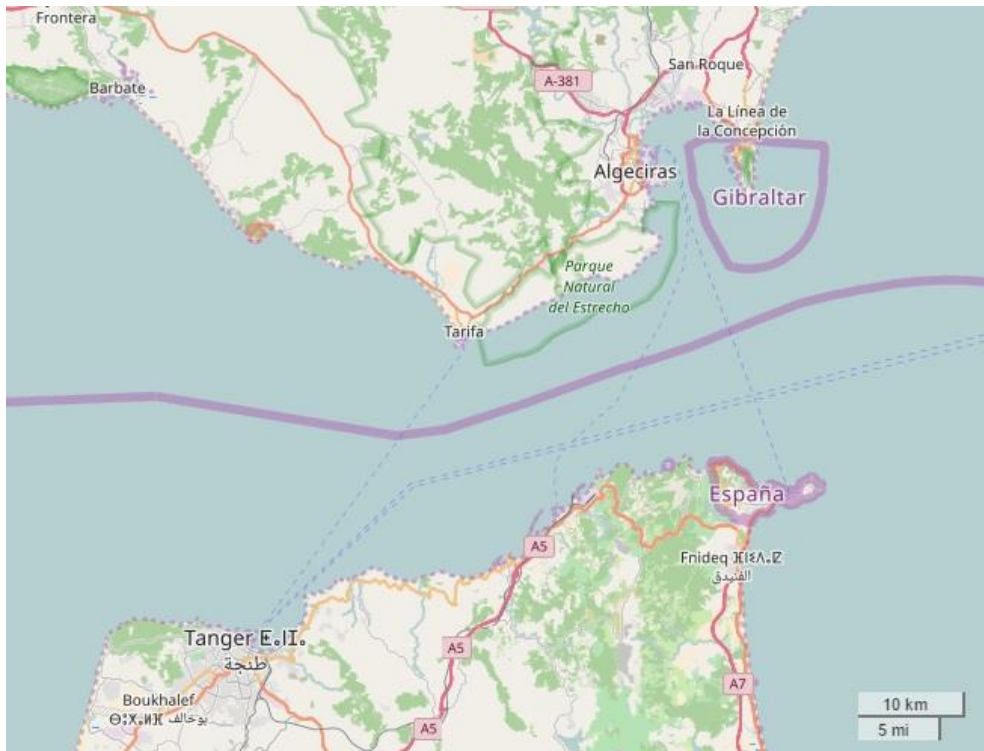 Frontera
Barbate
A-381
San Roque
La Línea de
la Concepción
Algeciras
Gibraltar
Parque
Natural
del Estrecho
Tarifa
España
A5
Fnideq
الفنيدق
Tanger ⵟⴰⵏⵊⴰ
طنجة
A5
A7
Boukhalef
ⴱⵓⵅⴰⵍⴼ بوخالف
A5
10 km
5 mi